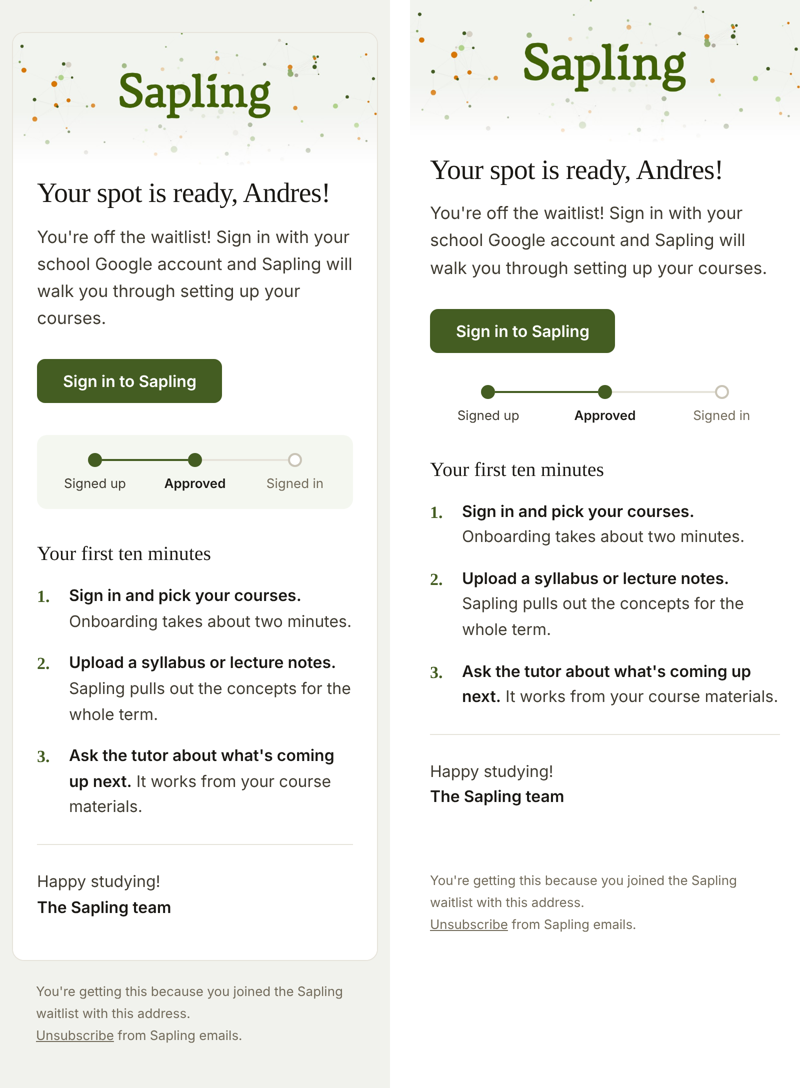 Sapling
Your spot is ready, Andres!
You're off the waitlist! Sign in with your
school Google account and Sapling will
walk you through setting up your
courses.
Sign in to Sapling
Signed up
Approved
Signed in
Your first ten minutes
1. Sign in and pick your courses.
Onboarding takes about two minutes.
2. Upload a syllabus or lecture notes.
Sapling pulls out the concepts for the
whole term.
3. Ask the tutor about what's coming
up next. It works from your course
materials.
Happy studying!
The Sapling team
You're getting this because you joined the Sapling
waitlist with this address.
Unsubscribe from Sapling emails.
Sapling
Your spot is ready, Andres!
You're off the waitlist! Sign in with your
school Google account and Sapling will
walk you through setting up your courses.
Sign in to Sapling
Signed up
Approved
Signed in
Your first ten minutes
1. Sign in and pick your courses.
Onboarding takes about two minutes.
2. Upload a syllabus or lecture notes.
Sapling pulls out the concepts for the
whole term.
3. Ask the tutor about what's coming up
next. It works from your course materials.
Happy studying!
The Sapling team
You're getting this because you joined the Sapling
waitlist with this address.
Unsubscribe from Sapling emails.